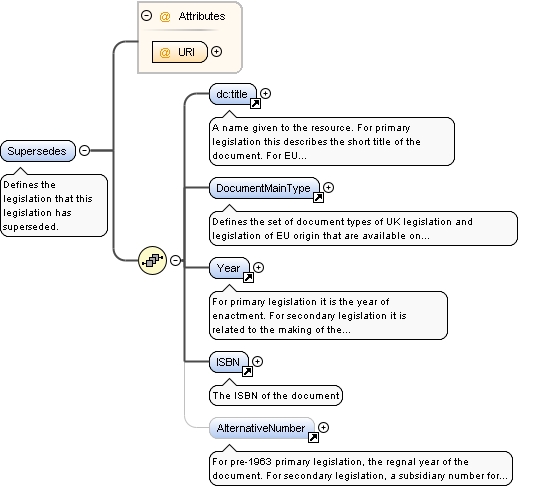 @ Attributes
@ URI
dc:title
A name given to the resource. For primary
legislation this describes the short title of the
document. For EU...
Supersedes
Defines the
legislation that this
legislation has
superseded.
DocumentMainType
Defines the set of document types of UK legislation and
legislation of EU origin that are available on...
Year
For primary legislation it is the year of
enactment. For secondary legislation it is
related to the making of the...
ISBN
The ISBN of the document
AlternativeNumber
For pre-1963 primary legislation, the regnal year of the
document. For secondary legislation, a subsidiary number for...